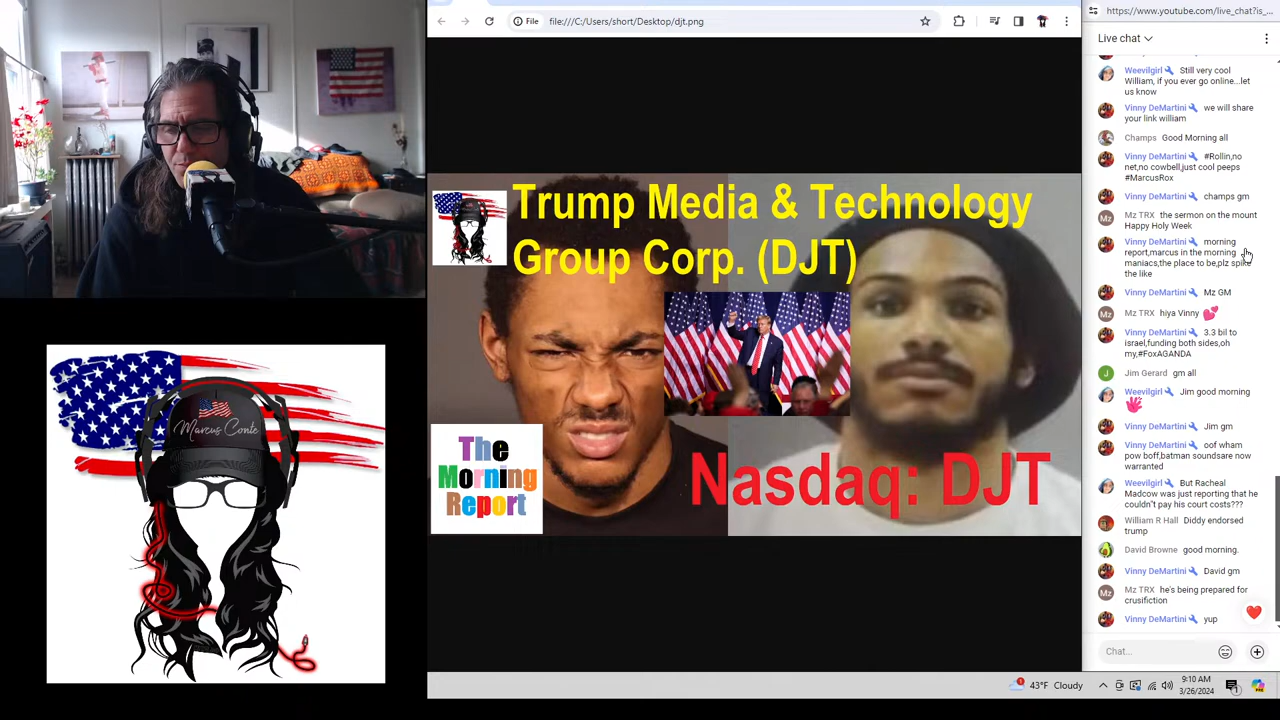 File
file:///C:/Users/short/Desktop/djt.png
https://www.youtube.com/live_chat?is_...
Live chat
Weevilgirl Still very cool
William, if you ever go online...let
us know
Vinny DeMartini we will share
your link william
Champs Good Morning all
Vinny DeMartini #Rollin,no
net,no cowbell,just cool peeps
#MarcusRox
Vinny DeMartini champs gm
Mz TRX the sermon on the mount
Happy Holy Week
Vinny DeMartini morning
report,marcus in the morning
maniacs,the place to be,plz spike
the like
Vinny DeMartini Mz GM
Mz TRX hiya Vinny
Vinny DeMartini 3.3 bil to
israel,funding both sides,oh
my,#FoxAGANDA
Jim Gerard gm all
Weevilgirl Jim good morning
Vinny DeMartini Jim gm
Vinny DeMartini oof wham
pow boff,batman soundsare now
warranted
Weevilgirl But Racheal
Madcow was just reporting that he
couldn"t pay his court costs???
William R Hall Diddy endorsed
trump
David Browne good morning.
Vinny DeMartini David gm
Mz TRX he's being prepared for
crusifiction
Vinny DeMartini yup
Chat...
Trump Media & Technology
Group Corp. (DJT)
The
Morning
Report
Nasdaq: DJT
Marcus Conte
43°F Cloudy
9:10 AM
3/26/2024